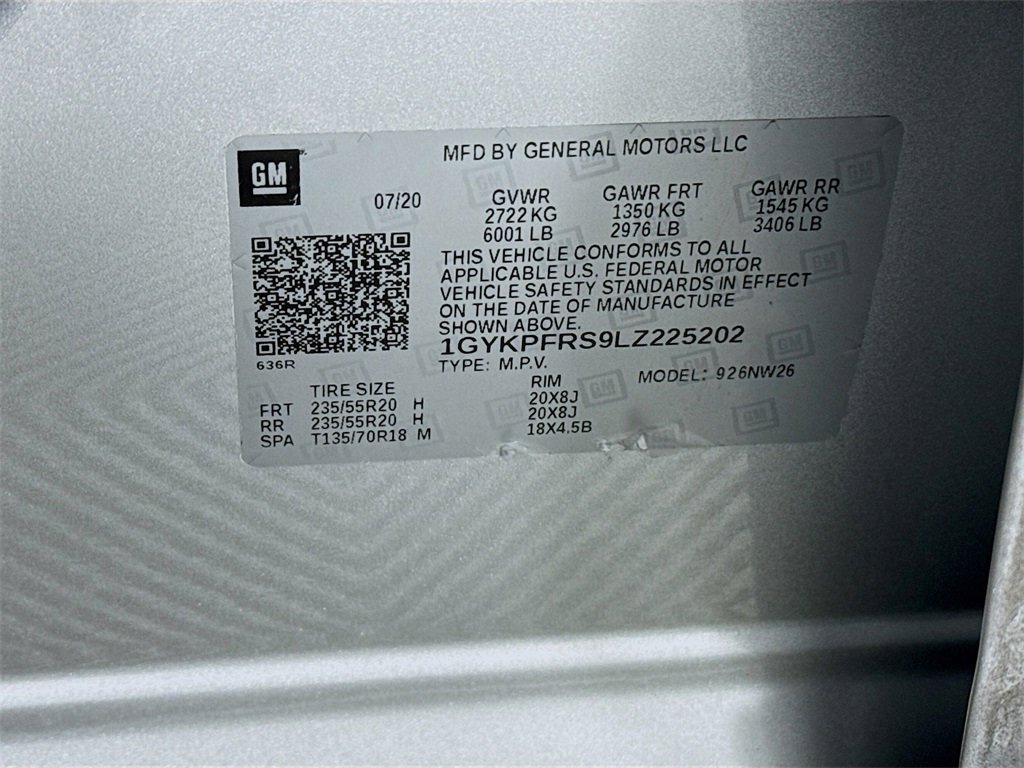 GM
MFD BY GENERAL MOTORS LLC
07/20
GVWR GAWR FRT GAWR RR
2722 KG 1350 KG 1545 KG
6001 LB 2976 LB 3406 LB
THIS VEHICLE CONFORMS TO ALL
APPLICABLE U.S. FEDERAL MOTOR
VEHICLE SAFETY STANDARDS IN EFFECT
ON THE DATE OF MANUFACTURE
SHOWN ABOVE.
1GYKPFRS9LZ225202
636R
TYPE: M.P.V. MODEL: 926NW26
TIRE SIZE RIM
FRT 235/55R20 H 20X8J
RR 235/55R20 H 20X8J
SPA T135/70R18 M 18X4.5B